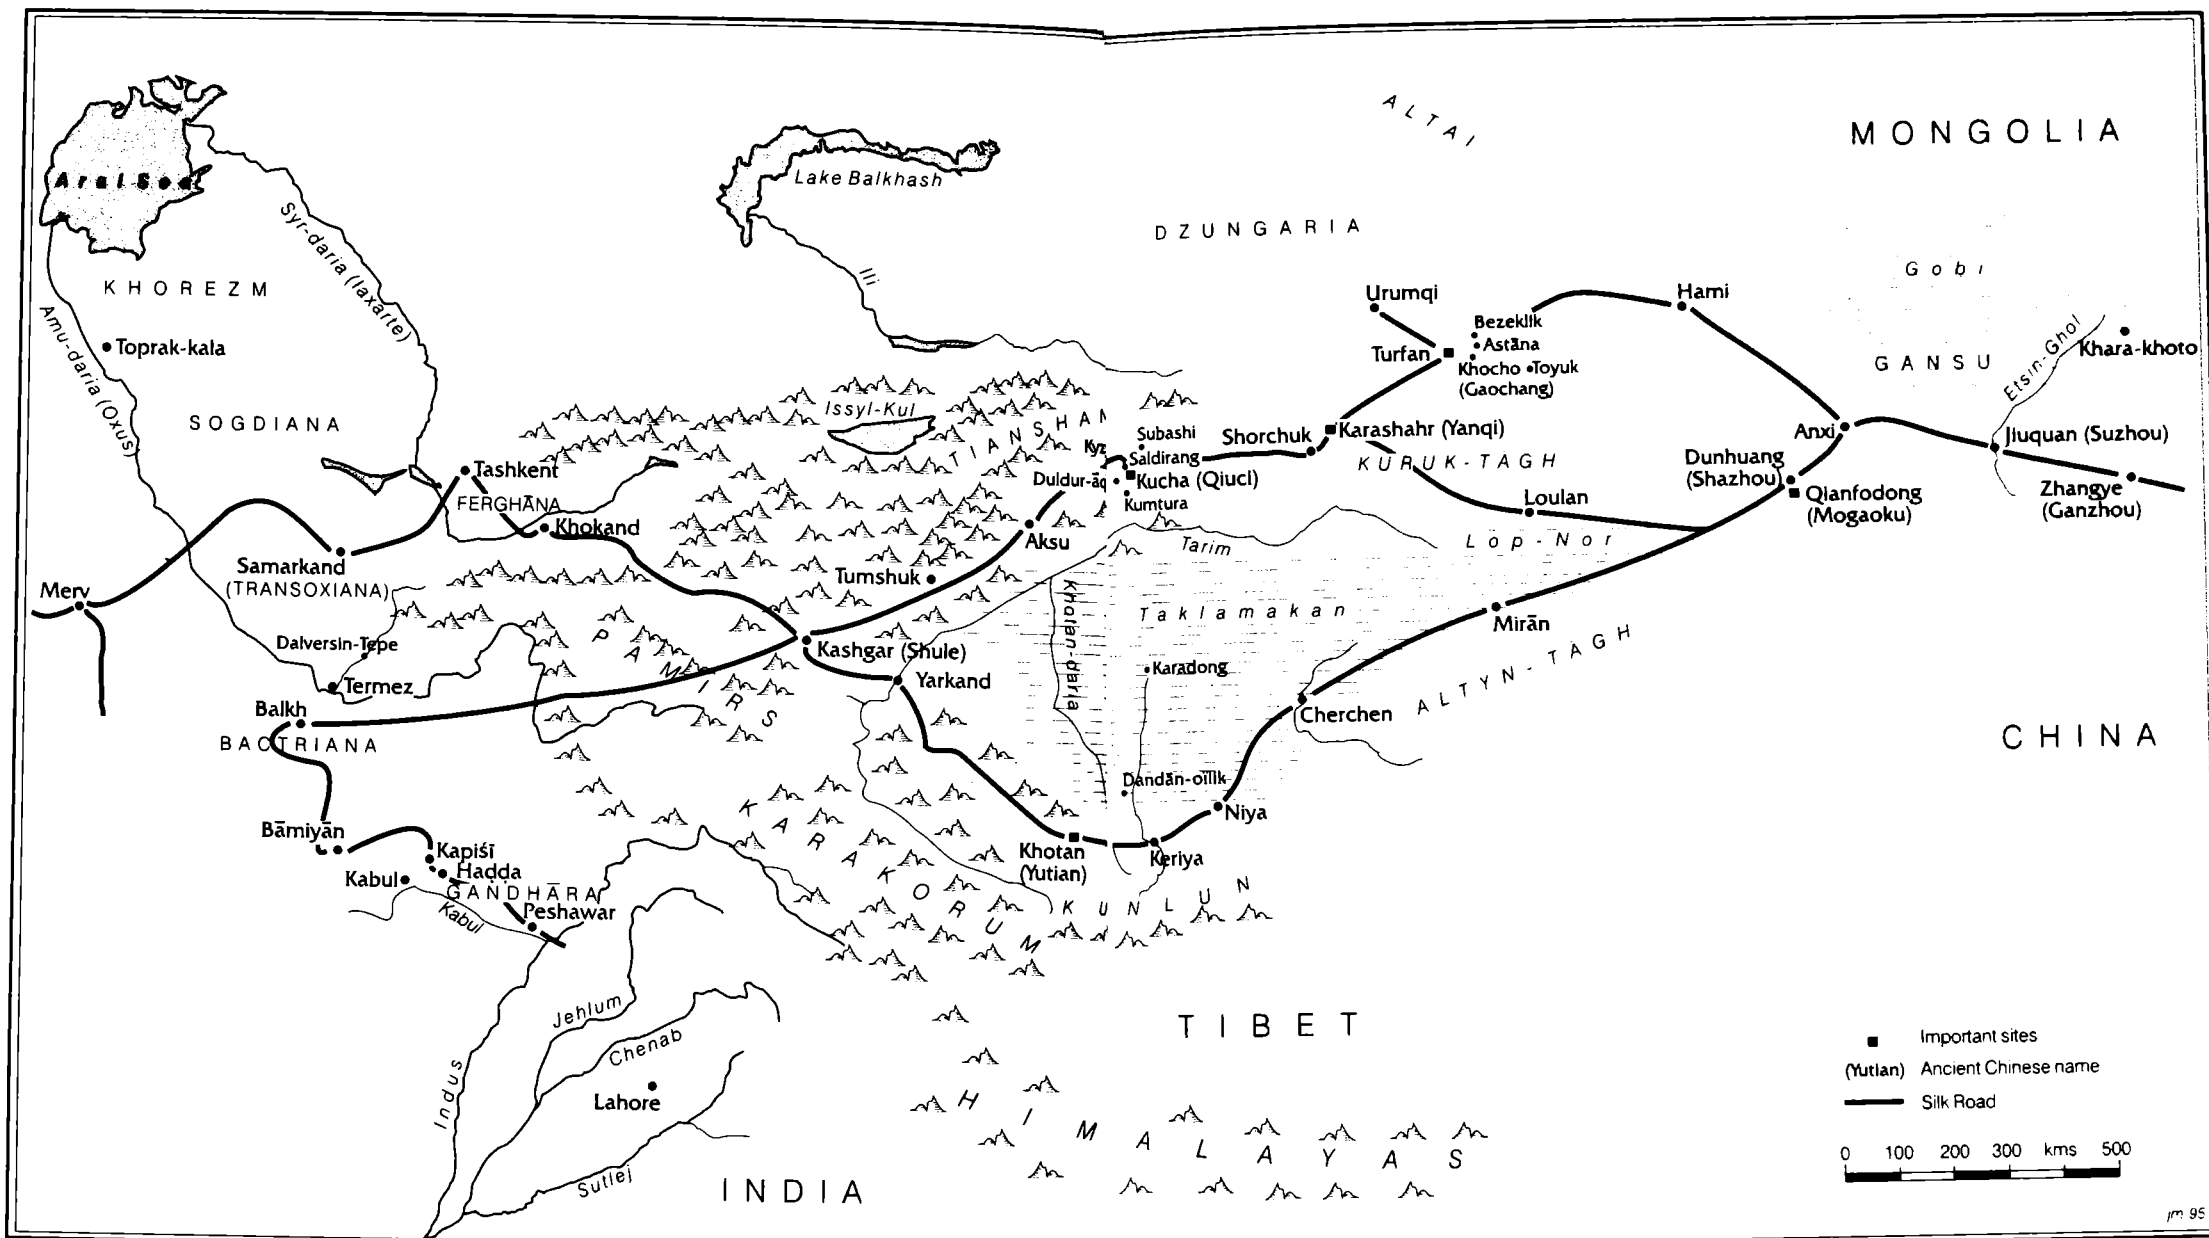 ALTAI
MONGOLIA
Aral Sea
Lake Balkhash
Syr-daria (Iaxarte)
DZUNGARIA
Ili
Gobi
KHOREZM
Amu-daria (Oxus)
Urumqi
Hami
Bezeklik
Toprak-kala
Turfan
Astāna
Khocho
Toyuk
(Gaochang)
GANSU
Etsin-Ghol
Khara-khoto
SOGDIANA
Issyl-Kul
TIANSHAN
Subashi
Saldirang
Shorchuk
Karashahr (Yanqi)
Anxi
Jiuquan (Suzhou)
Tashkent
Duldur-āq
Kucha (Qiuci)
KURUK-TAGH
Dunhuang
(Shazhou)
Qianfodong
(Mogaoku)
Zhangye
(Ganzhou)
FERGHĀNA
Kumtura
Loulan
Khokand
Aksu
Tarim
Lop-Nor
Samarkand
(TRANSOXIANA)
Tumshuk
Merv
Khotan-daria
Taklamakan
Mirān
Dalversin-Tepe
PAMIRS
Kashgar (Shule)
Karadong
ALTYN-TAGH
Termez
Yarkand
Balkh
Cherchen
BACTRIANA
CHINA
Dandān-oilik
Niya
KARAKORUM
Bāmiyān
Kapiśī
Khotan
(Yutian)
Keriya
Kabul
Haḍḍa
GANDHĀRA
KUNLUN
Kabul
Peshawar
Jehlum
TIBET
Chenab
Indus
Lahore
HIMALAYAS
Sutlej
INDIA
Important sites
(Yutian) Ancient Chinese name
Silk Road
0 100 200 300 kms 500
jm 95